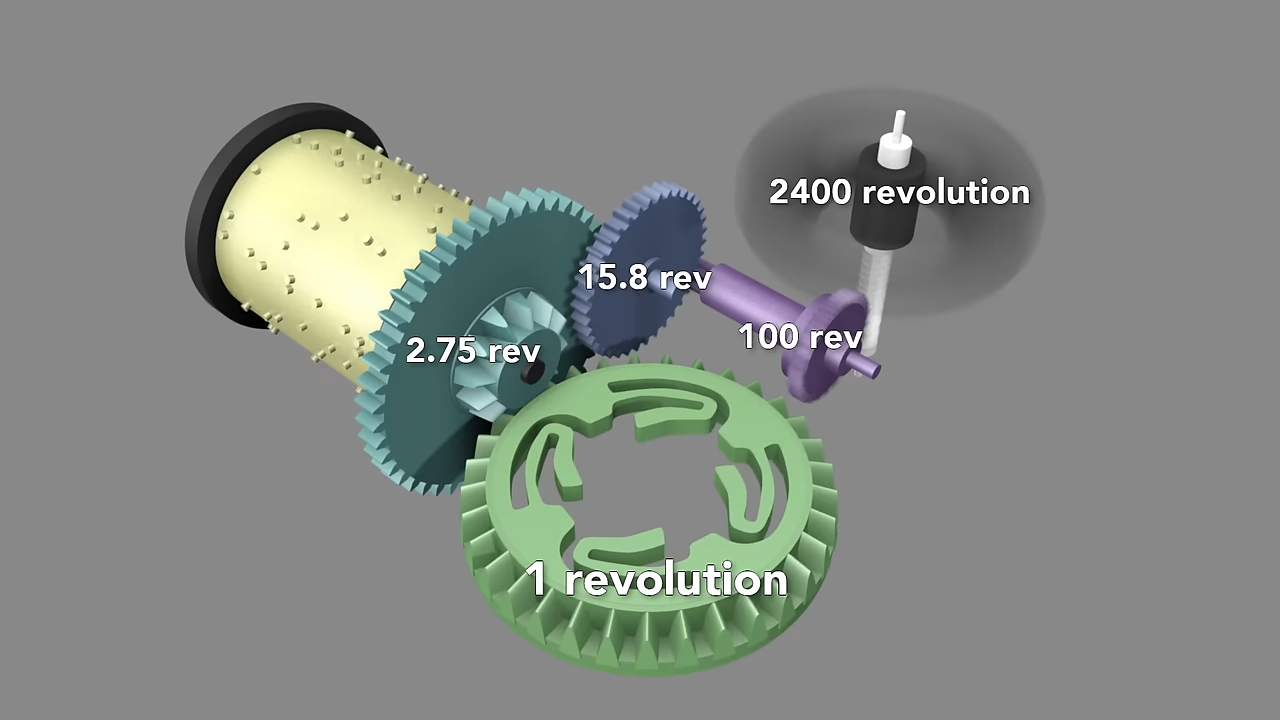 2400 revolution
15.8 rev
100 rev
2.75 rev
1 revolution